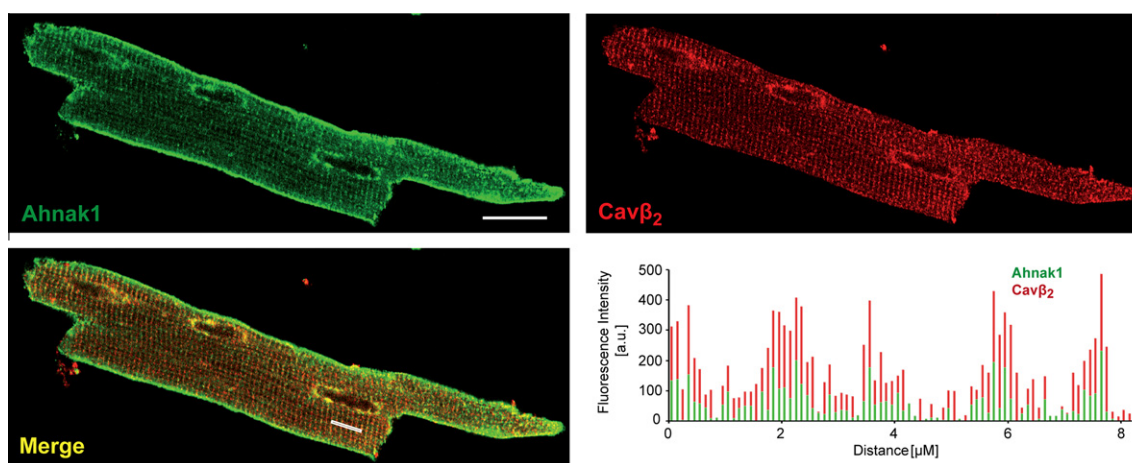 Ahnak1
Cavβ₂
Merge
Fluorescence Intensity
[a.u.]
500
400
300
200
100
0
Ahnak1
Cavβ₂
0 2 4 6 8
Distance [µM]